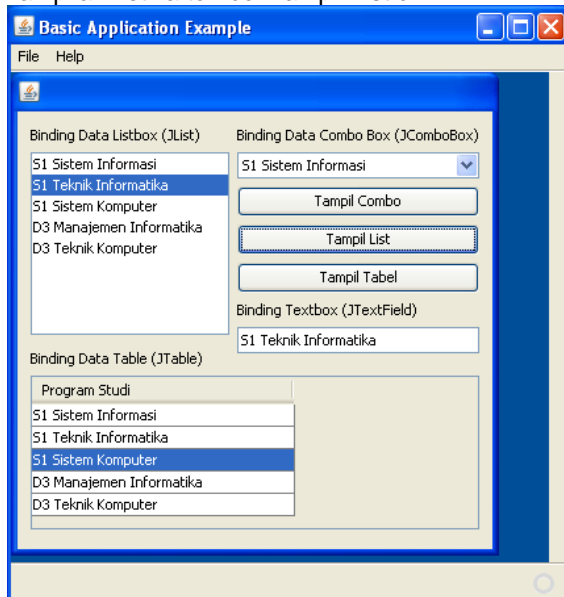 Basic Application Example
File Help
Binding Data Listbox (JList)
S1 Sistem Informasi
S1 Teknik Informatika
S1 Sistem Komputer
D3 Manajemen Informatika
D3 Teknik Komputer
Binding Data Combo Box (JComboBox)
S1 Sistem Informasi
Tampil Combo
Tampil List
Tampil Tabel
Binding Textbox (JTextField)
S1 Teknik Informatika
Binding Data Table (JTable)
Program Studi
S1 Sistem Informasi
S1 Teknik Informatika
S1 Sistem Komputer
D3 Manajemen Informatika
D3 Teknik Komputer